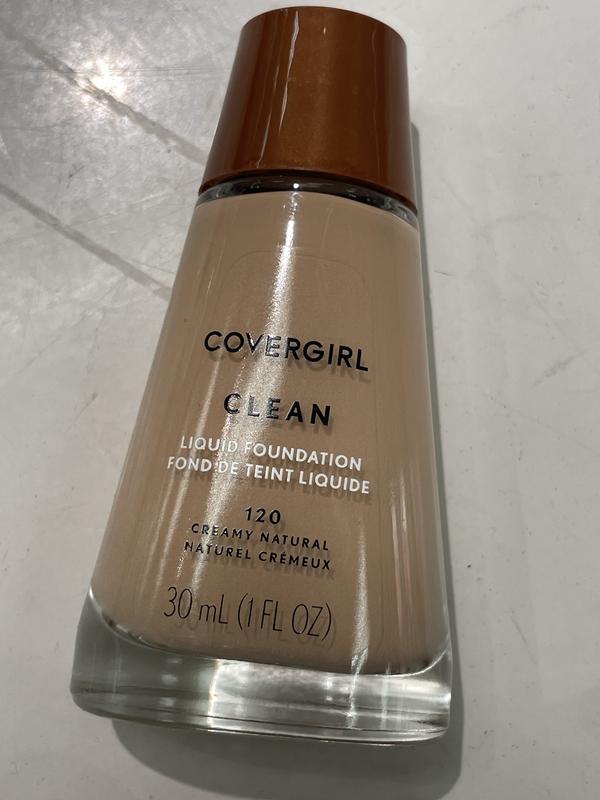 COVERGIRL
CLEAN
LIQUID FOUNDATION
FOND DE TEINT LIQUIDE
120
CREAMY NATURAL
NATUREL CRÉMEUX
30 mL (1 FL OZ)